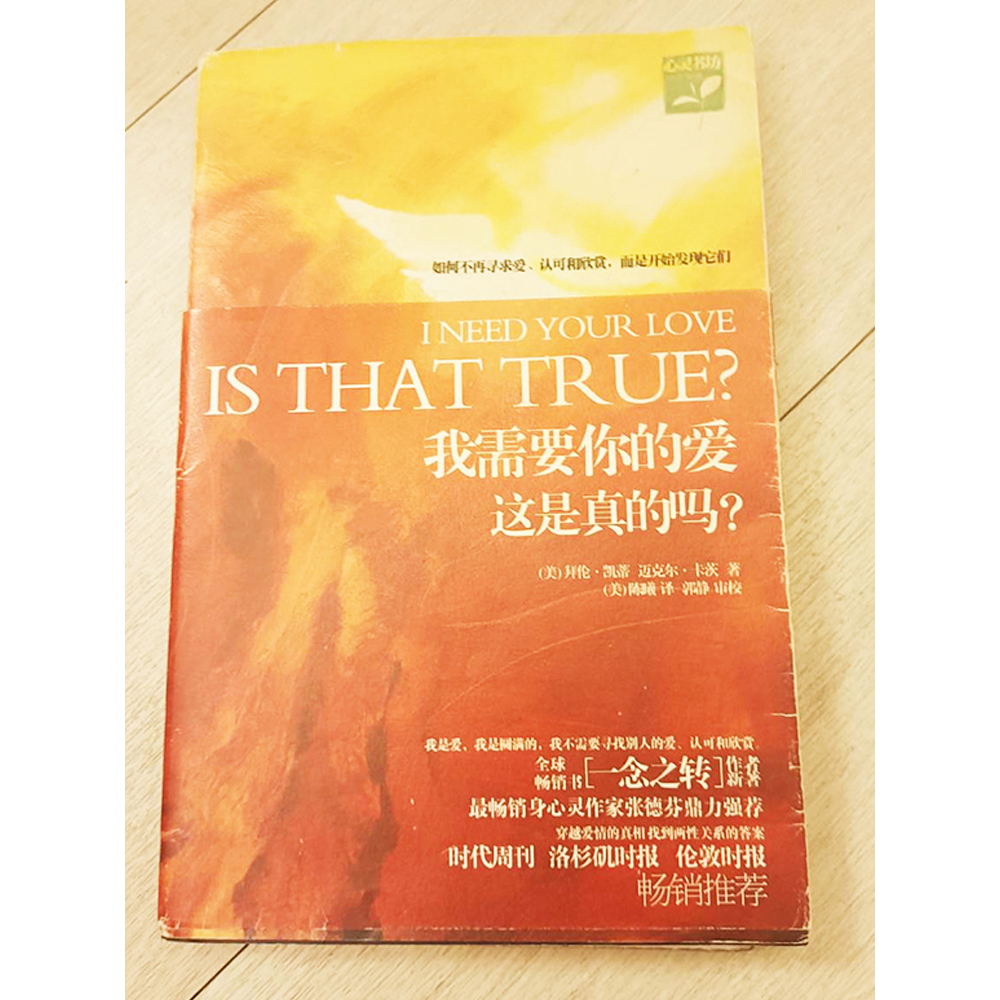 心灵书坊
如何不再寻求爱、认可和欣赏，而是开始发现它们
I NEED YOUR LOVE
IS THAT TRUE?
我需要你的爱
这是真的吗？
(美)拜伦·凯蒂 迈克尔·卡茨 著
(美)陈曦 译 郭静 审校
我是爱，我是圆满的，我不需要寻找别人的爱、认可和欣赏。
全球畅销书[一念之转]作者新著
最畅销身心灵作家张德芬鼎力强荐
穿越爱情的真相 找到两性关系的答案
时代周刊 洛杉矶时报 伦敦时报
畅销推荐